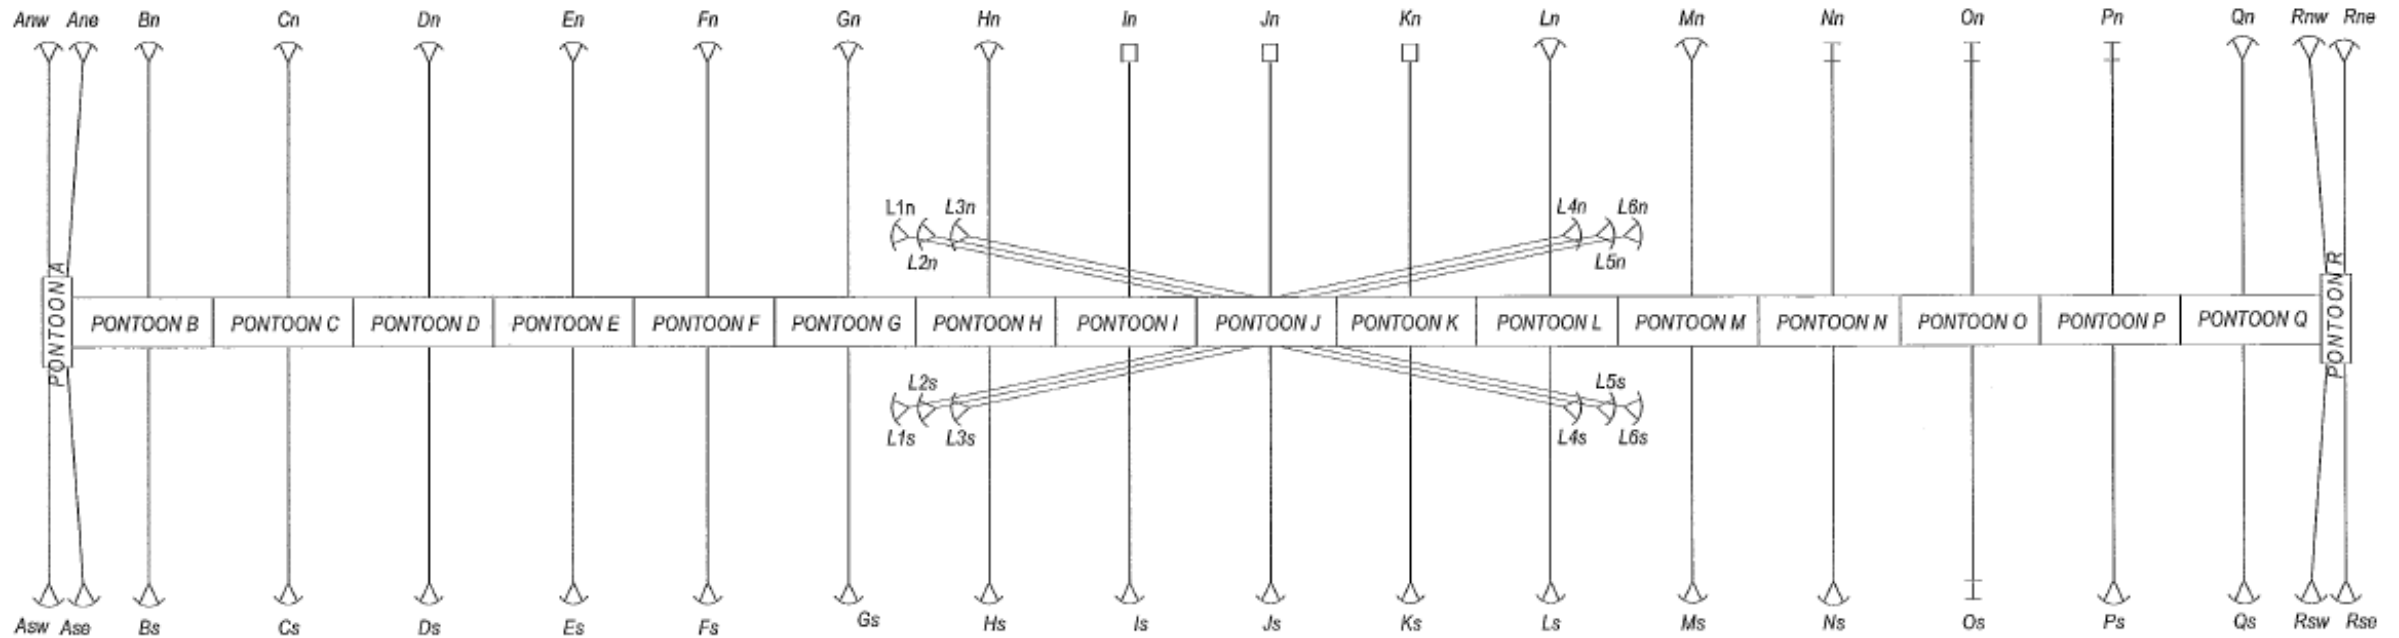 Anw Ane Bn Cn Dn En Fn Gn Hn In Jn Kn Ln Mn Nn On Pn Qn Rnw Rne
L1n L3n L4n L6n
L2n L5n
PONTOON A PONTOON B PONTOON C PONTOON D PONTOON E PONTOON F PONTOON G PONTOON H PONTOON I PONTOON J PONTOON K PONTOON L PONTOON M PONTOON N PONTOON O PONTOON P PONTOON Q PONTOON R
L2s L5s
L1s L3s L4s L6s
Asw Ase Bs Cs Ds Es Fs Gs Hs Is Js Ks Ls Ms Ns Os Ps Qs Rsw Rse